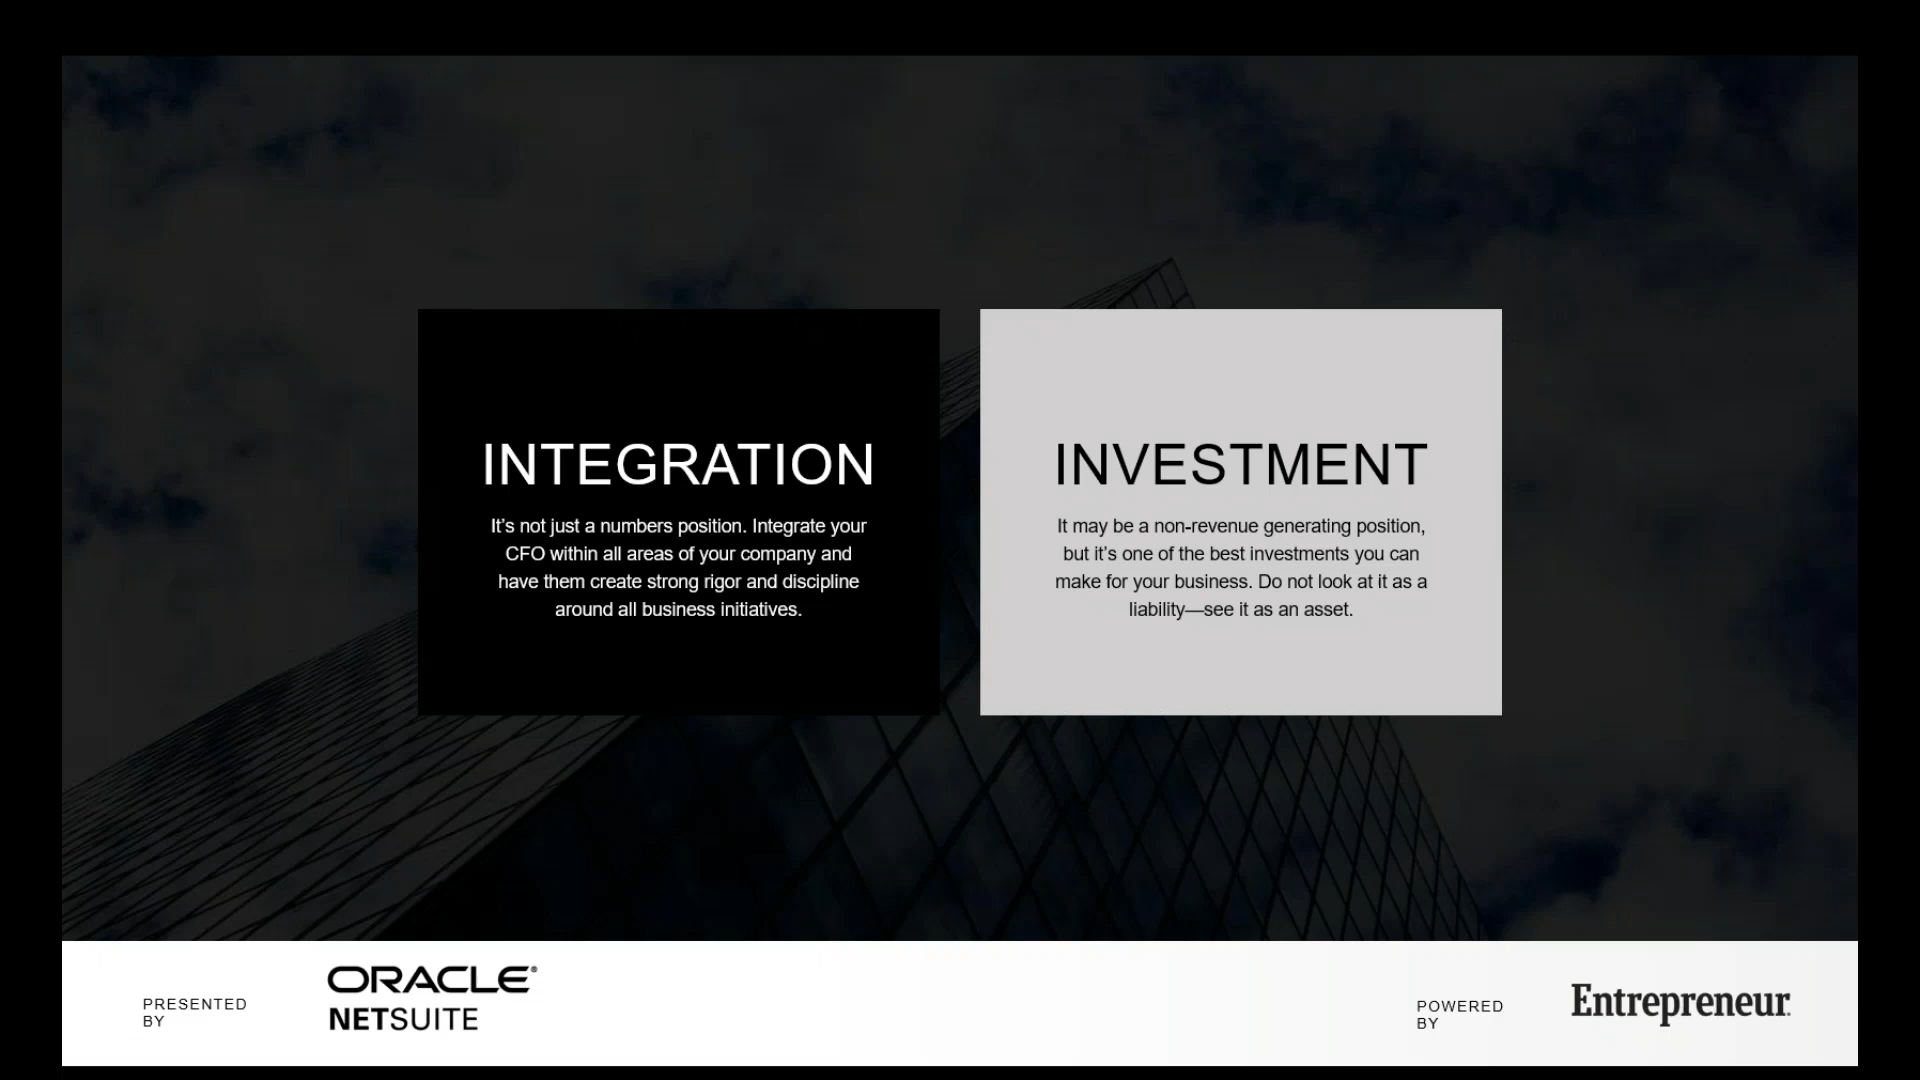 INTEGRATION
It's not just a numbers position. Integrate your
CFO within all areas of your company and
have them create strong rigor and discipline
around all business initiatives.
INVESTMENT
It may be a non-revenue generating position,
but it's one of the best investments you can
make for your business. Do not look at it as a
liability—see it as an asset.
PRESENTED
BY
ORACLE®
NETSUITE
POWERED
BY
Entrepreneur.